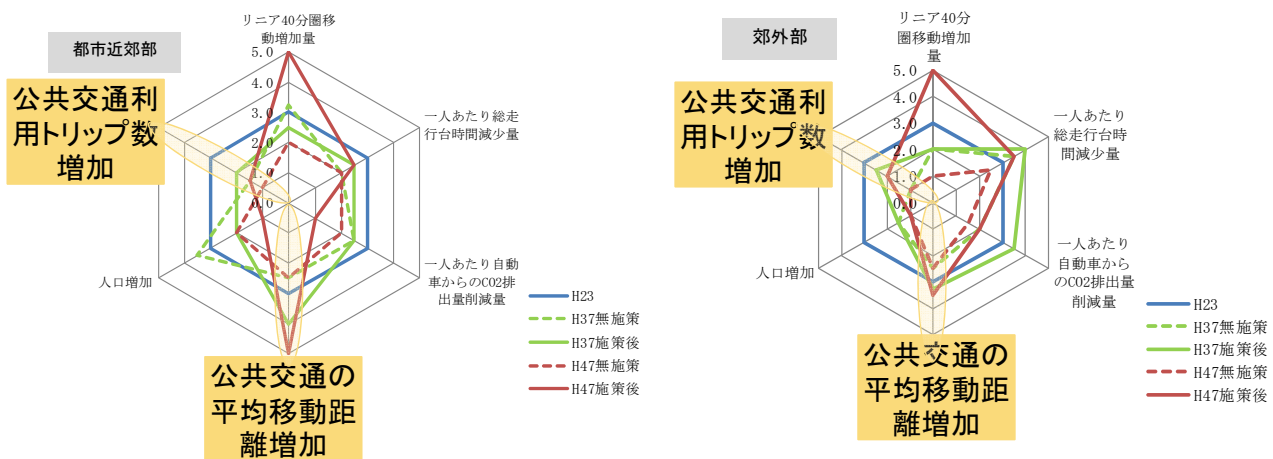 都市近郊部
リニア40分圏移
動増加量
5.0
4.0
3.0
2.0
1.0
0.0
一人あたり総走
行台時間減少量
一人あたり自動
車からのCO2排
出量削減量
公共交通の
平均移動距
離増加
人口増加
公共交通利
用トリップ数
増加
H23
H37無施策
H37施策後
H47無施策
H47施策後
郊外部
リニア40分
圏移動増加
量
5.0
4.0
3.0
2.0
1.0
0.0
一人あたり
総走行台時
間減少量
一人あたり
自動車から
のCO2排出量
削減量
公共交通の
平均移動距
離増加
人口増加
公共交通利
用トリップ数
増加
H23
H37無施策
H37施策後
H47無施策
H47施策後